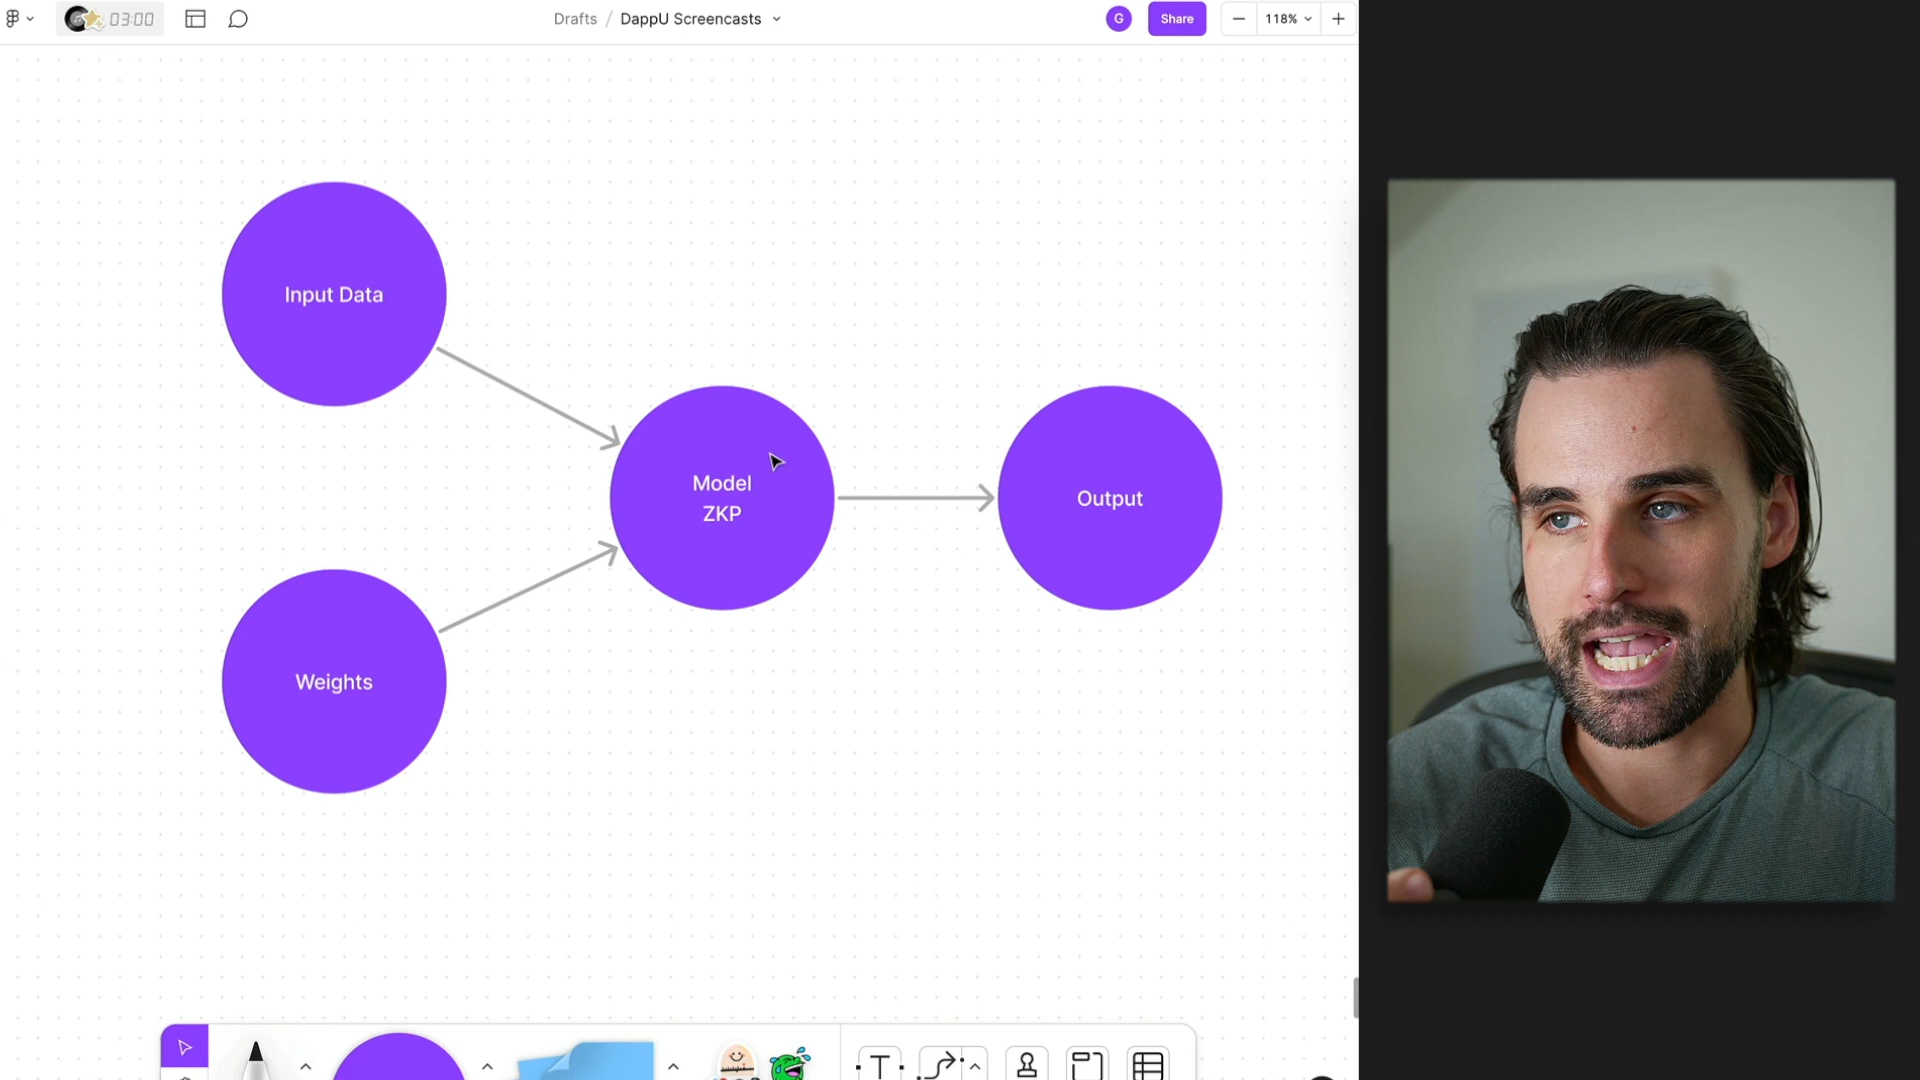 03:00
Drafts / DappU Screencasts
G
Share
118%
Input Data
Model
ZKP
Output
Weights
T